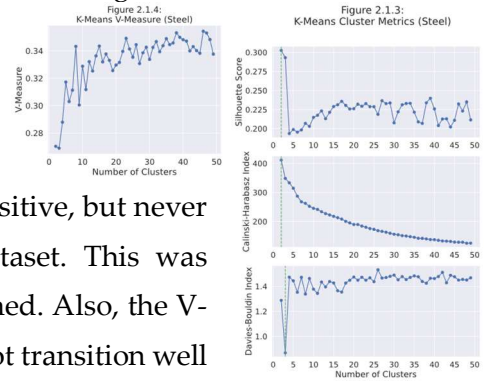 Figure 2.1.4:
K-Means V-Measure (Steel)
V-Measure
0.34
0.32
0.30
0.28
0 10 20 30 40 50
Number of Clusters
sitive, but never
taset. This was
ned. Also, the V-
ot transition well
Figure 2.1.3:
K-Means Cluster Metrics (Steel)
Silhouette Score
0.300
0.275
0.250
0.225
0.200
0 5 10 15 20 25 30 35 40 45 50
Calinski-Harabasz Index
400
300
200
0 5 10 15 20 25 30 35 40 45 50
Davies-Bouldin Index
1.4
1.2
1.0
0 5 10 15 20 25 30 35 40 45 50
Number of Clusters